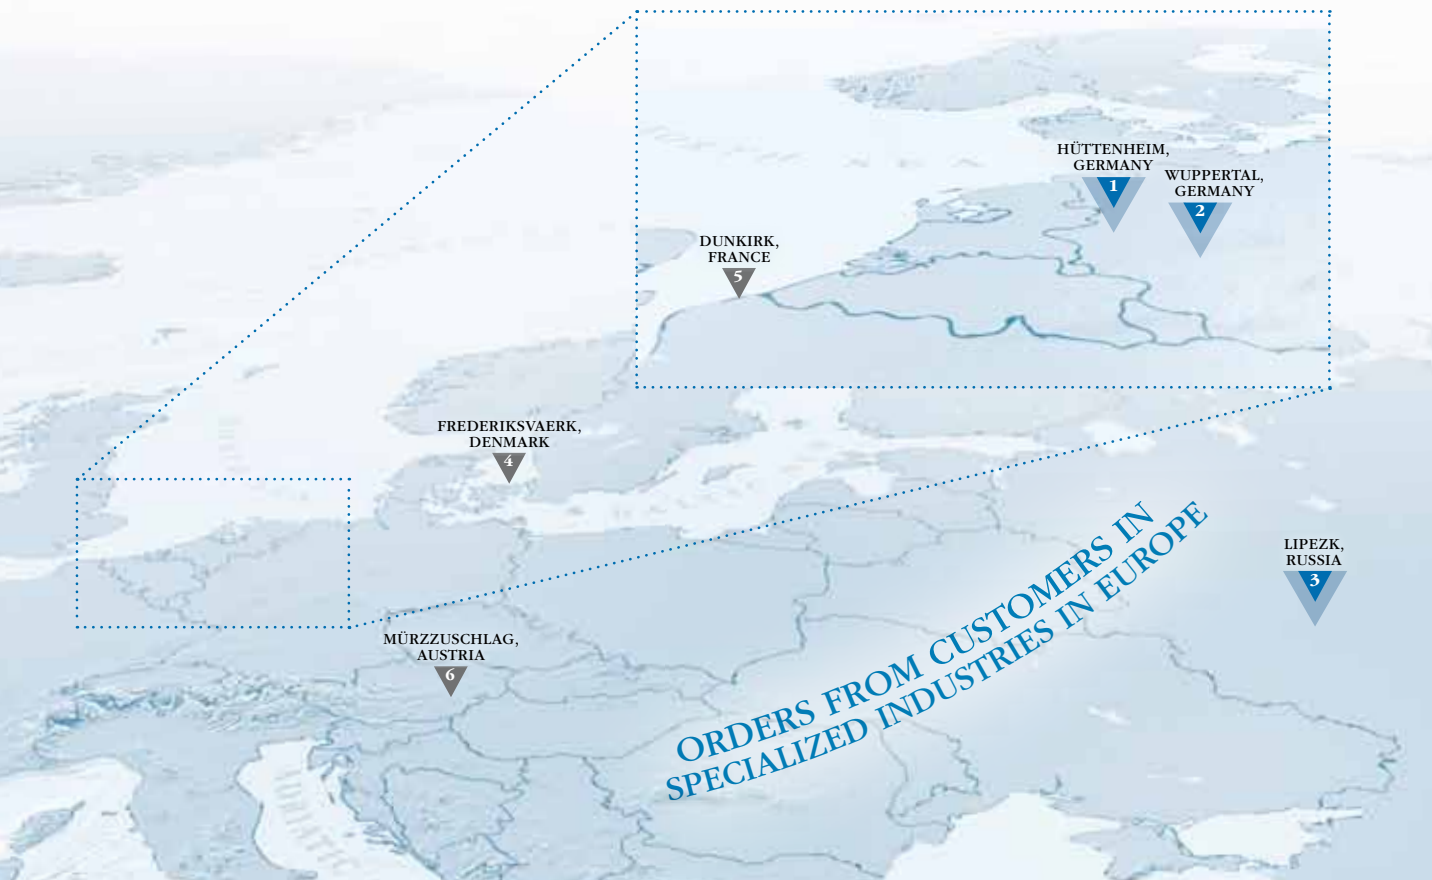 HÜTTENHEIM,
GERMANY
1
WUPPERTAL,
GERMANY
2
DUNKIRK,
FRANCE
5
FREDERIKSVAERK,
DENMARK
4
LIPEZK,
RUSSIA
3
MÜRZZUSCHLAG,
AUSTRIA
6
ORDERS FROM CUSTOMERS IN
SPECIALIZED INDUSTRIES IN EUROPE